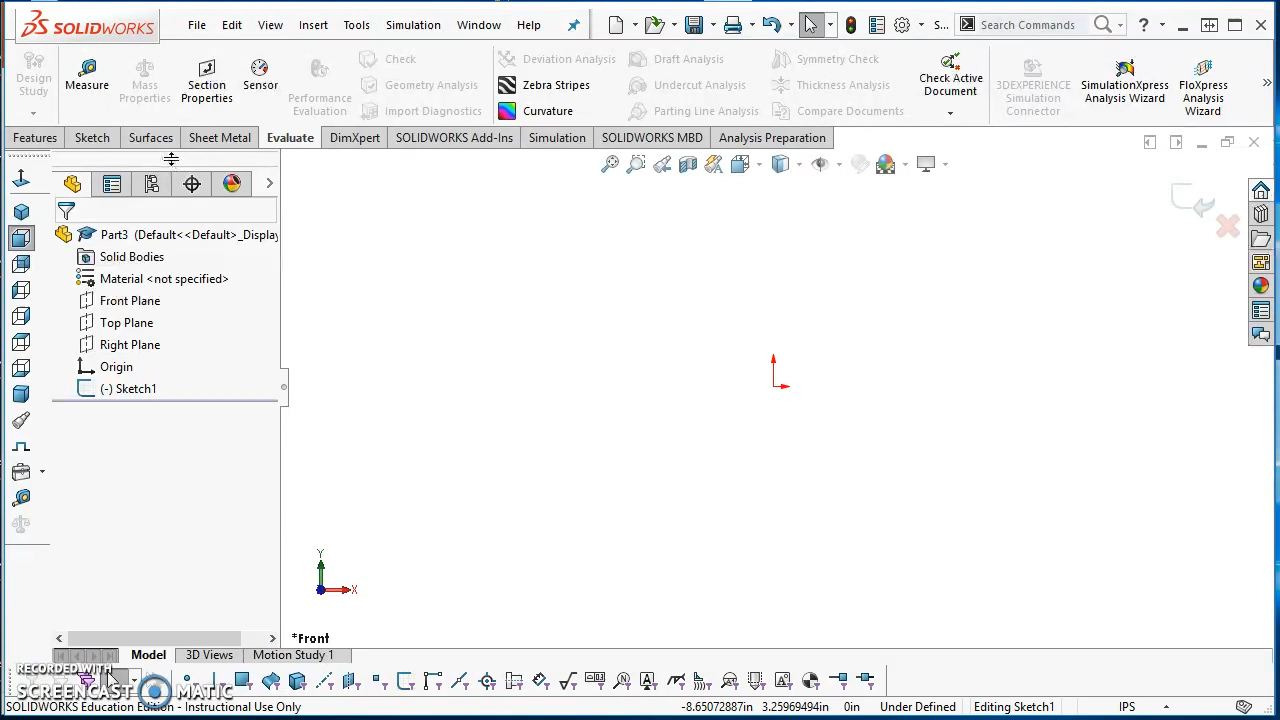 SOLIDWORKS File Edit View Insert Tools Simulation Window Help S... Search Commands
Design Study Measure Mass Properties Section Properties Sensor Performance Evaluation Check Geometry Analysis Import Diagnostics Deviation Analysis Zebra Stripes Curvature Draft Analysis Undercut Analysis Parting Line Analysis Symmetry Check Thickness Analysis Compare Documents Check Active Document 3DEXPERIENCE Simulation Connector SimulationXpress Analysis Wizard FloXpress Analysis Wizard
Features Sketch Surfaces Sheet Metal Evaluate DimXpert SOLIDWORKS Add-Ins Simulation SOLIDWORKS MBD Analysis Preparation
Part3 (Default<<Default>_Display
Solid Bodies
Material <not specified>
Front Plane
Top Plane
Right Plane
Origin
(-) Sketch1
Y
X
*Front
Model 3D Views Motion Study 1
RECORDED WITH
SCREENCAST MATIC
SOLIDWORKS Education Edition - Instructional Use Only -8.65072887in 3.25969494in 0in Under Defined Editing Sketch1 IPS